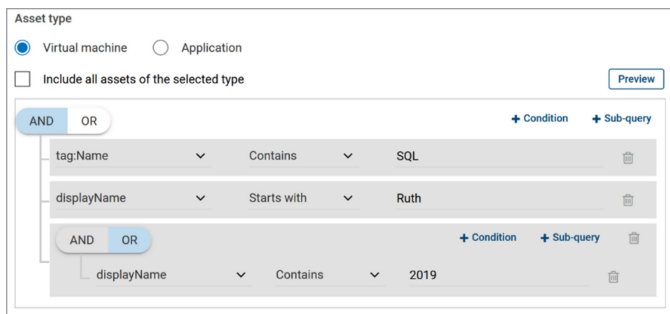 Asset type
Virtual machine Application
Include all assets of the selected type Preview
AND OR + Condition + Sub-query
tag:Name Contains SQL
displayName Starts with Ruth
AND OR + Condition + Sub-query
displayName Contains 2019